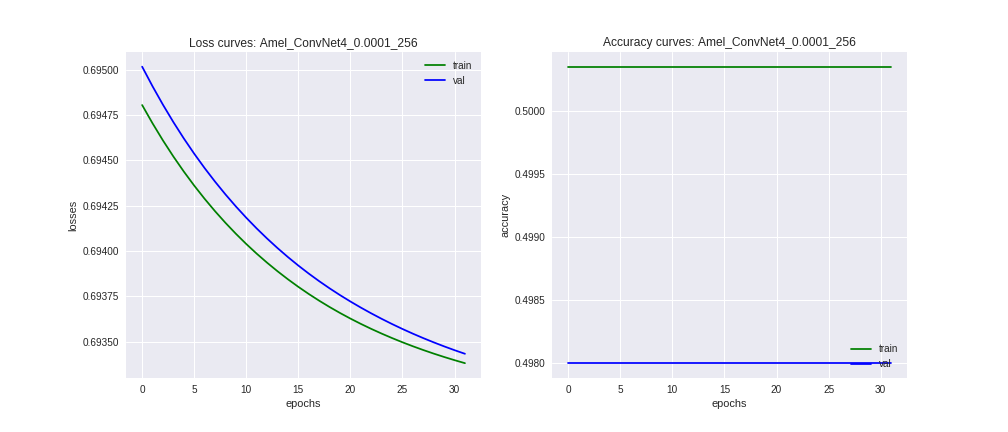 Loss curves: Amel_ConvNet4_0.0001_256
train
val
0.69500
0.69475
0.69450
0.69425
0.69400
0.69375
0.69350
losses
0 5 10 15 20 25 30
epochs
Accuracy curves: Amel_ConvNet4_0.0001_256
0.5000
0.4995
0.4990
0.4985
0.4980
accuracy
train
val
0 5 10 15 20 25 30
epochs